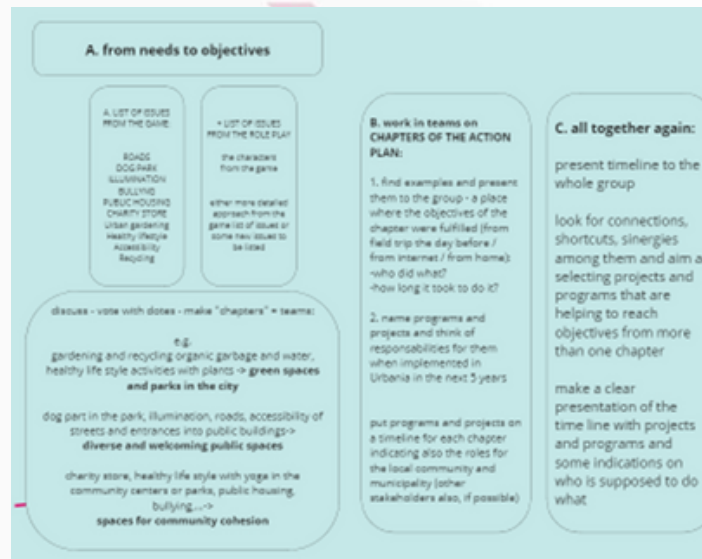 A. from needs to objectives
A. LIST OF ISSUES
FROM THE GAME:
ROADS
DOG PARK
ILLUMINATION
BULLYNG
PUBLIC HOUSING
CHARITY STORE
Urban gardening
Healthy lifestyle
Accessibility
Recycling
+ LIST OF ISSUES
FROM THE ROLE PLAY
the characters
from the game
either more detailed
approach from the
game list of issues or
some new issues to
be listed
discuss - vote with dotes - make "chapters" = teams:
e.g.
gardening and recycling organic garbage and water,
healthy life style activities with plants -> green spaces
and parks in the city
dog part in the park, illumination, roads, accessibility of
streets and entrances into public buildings->
diverse and welcoming public spaces
charity store, healthy life style with yoga in the
community centers or parks, public housing,
bullying,...->
spaces for community cohesion
B. work in teams on
CHAPTERS OF THE ACTION
PLAN:
1. find examples and present
them to the group - a place
where the objectives of the
chapter were fulfilled (from
field trip the day before /
from internet / from home):
-who did what?
-how long it took to do it?
2. name programs and
projects and think of
responsabilities for them
when implemented in
Urbania in the next 5 years
put programs and projects on
a timeline for each chapter
indicating also the roles for
the local community and
municipality (other
stakeholders also, if possible)
C. all together again:
present timeline to the
whole group
look for connections,
shortcuts, sinergies
among them and aim a
selecting projects and
programs that are
helping to reach
objectives from more
than one chapter
make a clear
presentation of the
time line with projects
and programs and
some indications on
who is supposed to do
what